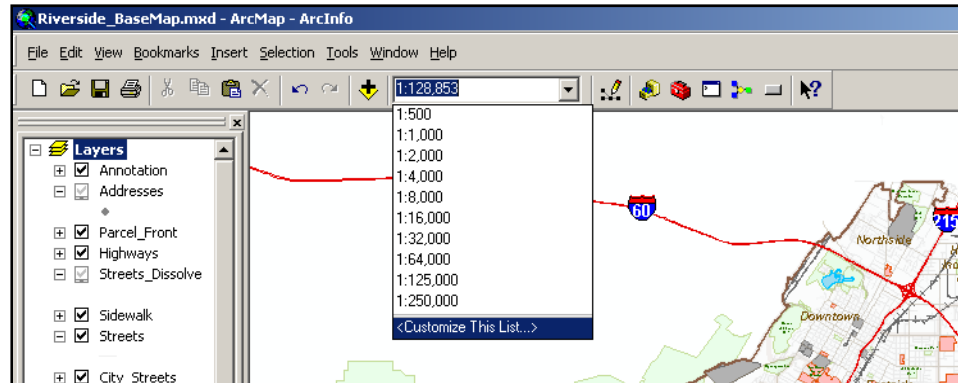 Riverside_BaseMap.mxd - ArcMap - ArcInfo
File Edit View Bookmarks Insert Selection Tools Window Help
1:128,853
1:500
1:1,000
1:2,000
1:4,000
1:8,000
1:16,000
1:32,000
1:64,000
1:125,000
1:250,000
<Customize This List...>
Layers
Annotation
Addresses
Parcel_Front
Highways
Streets_Dissolve
Sidewalk
Streets
City_Streets
60
215
Northside
Downtown